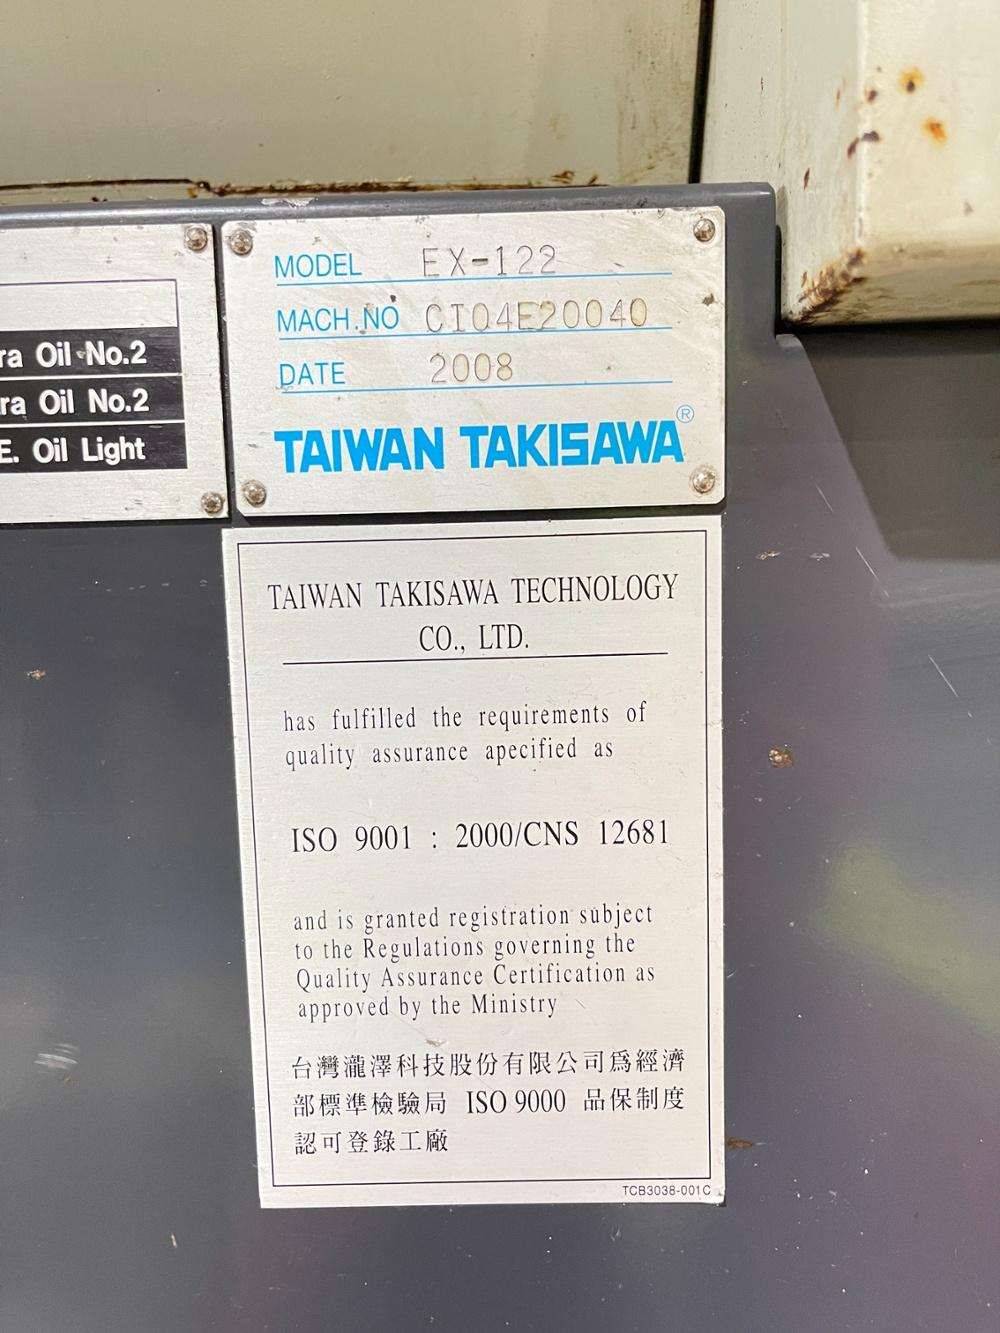 ra Oil No.2
ra Oil No.2
E. Oil Light
MODEL EX-122
MACH.NO CI04E20040
DATE 2008
TAIWAN TAKISAWA®
TAIWAN TAKISAWA TECHNOLOGY
CO., LTD.
has fulfilled the requirements of
quality assurance apecified as
ISO 9001 : 2000/CNS 12681
and is granted registration subject
to the Regulations governing the
Quality Assurance Certification as
approved by the Ministry
台灣瀧澤科技股份有限公司爲經濟
部標準檢驗局 ISO 9000 品保制度
認可登錄工廠
TCB3038-001C